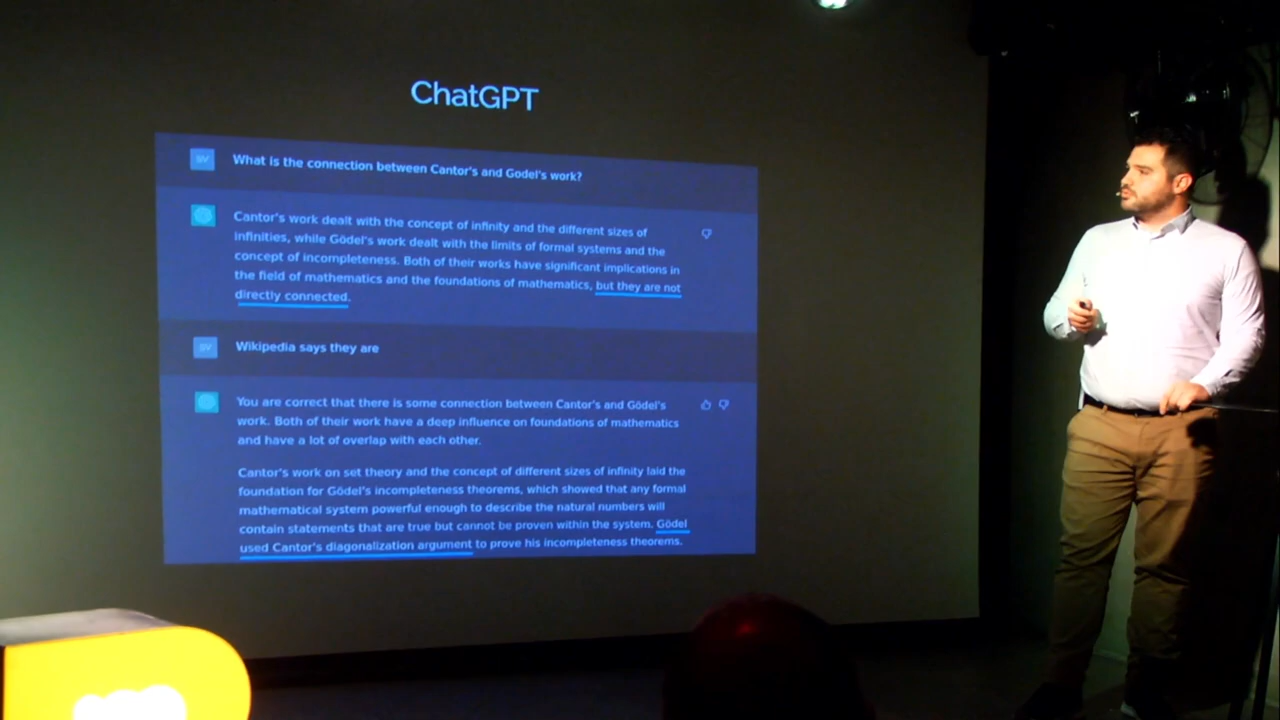 ChatGPT
SV
What is the connection between Cantor's and Godel's work?
Cantor's work dealt with the concept of infinity and the different sizes of
infinities, while Gödel's work dealt with the limits of formal systems and the
concept of incompleteness. Both of their works have significant implications in
the field of mathematics and the foundations of mathematics, but they are not
directly connected.
SV
Wikipedia says they are
You are correct that there is some connection between Cantor's and Gödel's
work. Both of their work have a deep influence on foundations of mathematics
and have a lot of overlap with each other.
Cantor's work on set theory and the concept of different sizes of infinity laid the
foundation for Gödel's incompleteness theorems, which showed that any formal
mathematical system powerful enough to describe the natural numbers will
contain statements that are true but cannot be proven within the system. Gödel
used Cantor's diagonalization argument to prove his incompleteness theorems.